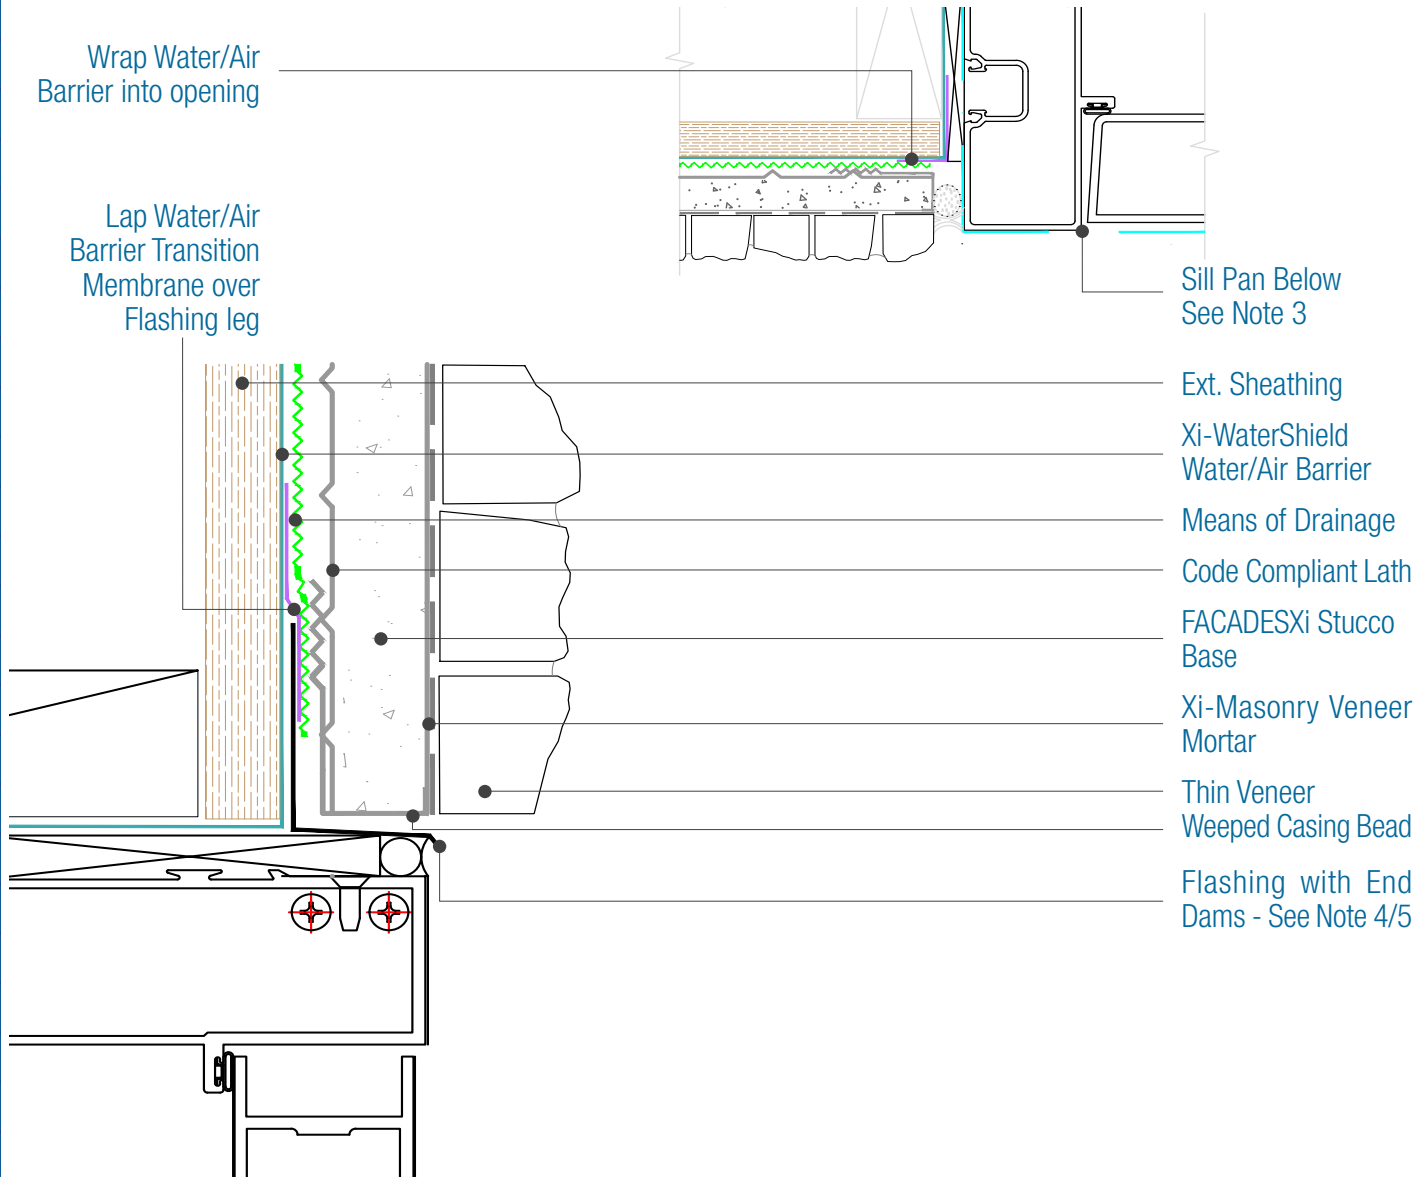 Wrap Water/Air
Barrier into opening
Lap Water/Air
Barrier Transition
Membrane over
Flashing leg
Sill Pan Below
See Note 3
Ext. Sheathing
Xi-WaterShield
Water/Air Barrier
Means of Drainage
Code Compliant Lath
FACADESXi Stucco
Base
Xi-Masonry Veneer
Mortar
Thin Veneer
Weeped Casing Bead
Flashing with End
Dams - See Note 4/5